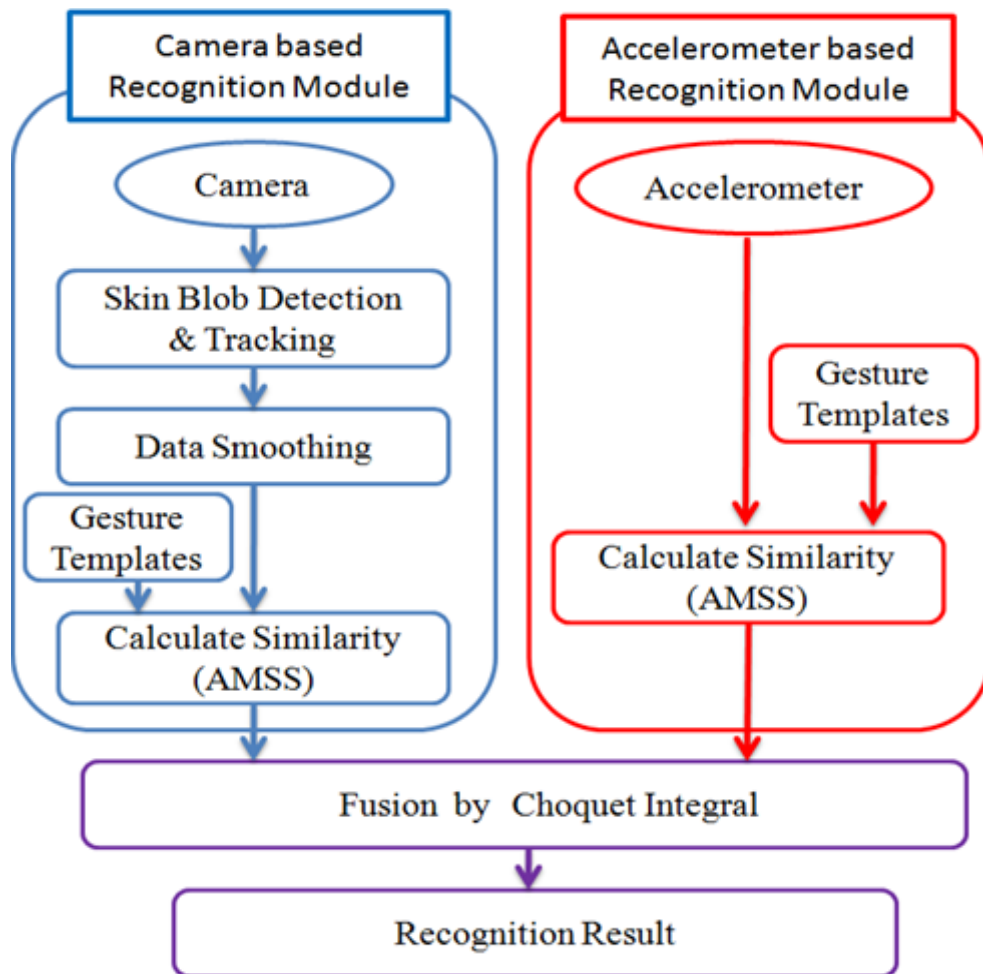 Camera based
Recognition Module
Camera
Skin Blob Detection
& Tracking
Data Smoothing
Gesture
Templates
Calculate Similarity
(AMSS)
Accelerometer based
Recognition Module
Accelerometer
Gesture
Templates
Calculate Similarity
(AMSS)
Fusion by Choquet Integral
Recognition Result